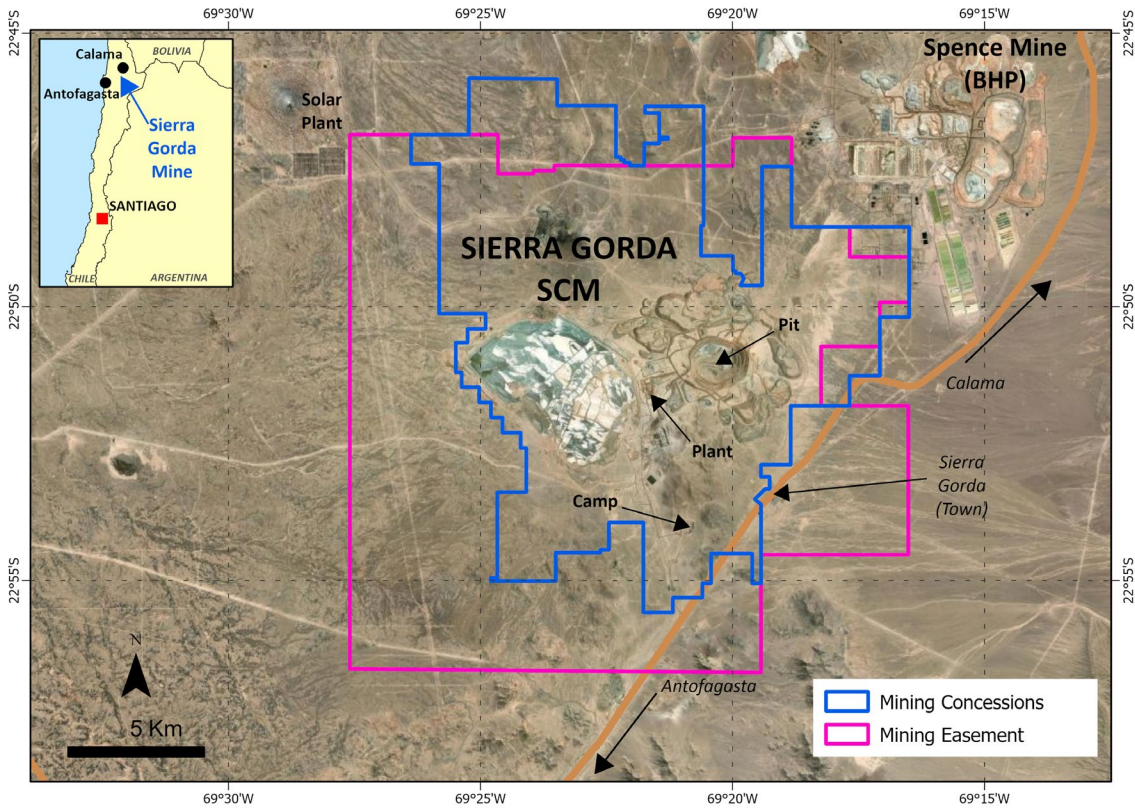 69°30'W
69°25'W
69°20'W
69°15'W
22°45'S
22°45'S
BOLIVIA
Calama
Antofagasta
Sierra
Gorda
Mine
SANTIAGO
CHILE
ARGENTINA
Solar
Plant
Spence Mine
(BHP)
SIERRA GORDA
SCM
22°50'S
22°50'S
Pit
Calama
Plant
Sierra
Gorda
(Town)
Camp
22°55'S
22°55'S
N
Antofagasta
5 Km
Mining Concessions
Mining Easement
69°30'W
69°25'W
69°20'W
69°15'W